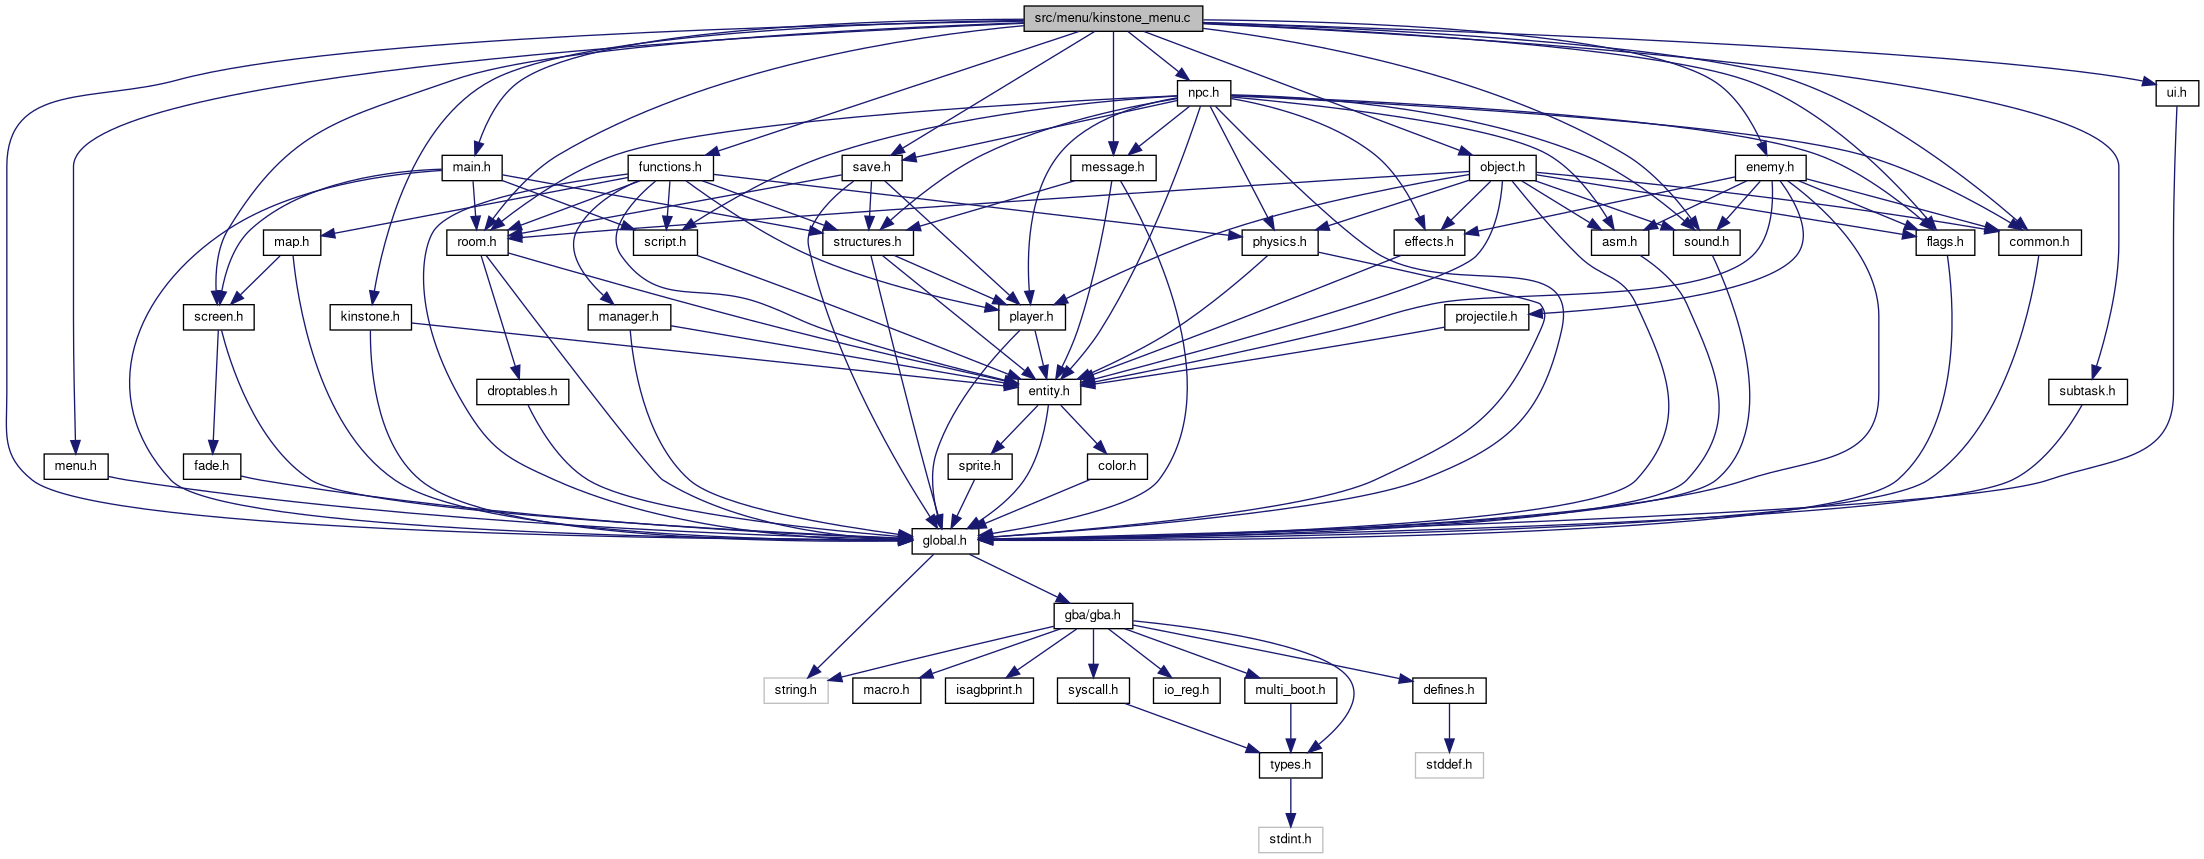 src/menu/kinstone_menu.c
npc.h
ui.h
main.h
functions.h
save.h
message.h
object.h
enemy.h
map.h
room.h
script.h
structures.h
physics.h
effects.h
asm.h
sound.h
flags.h
common.h
screen.h
kinstone.h
manager.h
player.h
projectile.h
droptables.h
entity.h
subtask.h
menu.h
fade.h
sprite.h
color.h
global.h
gba/gba.h
string.h
macro.h
isagbprint.h
syscall.h
io_reg.h
multi_boot.h
defines.h
types.h
stddef.h
stdint.h